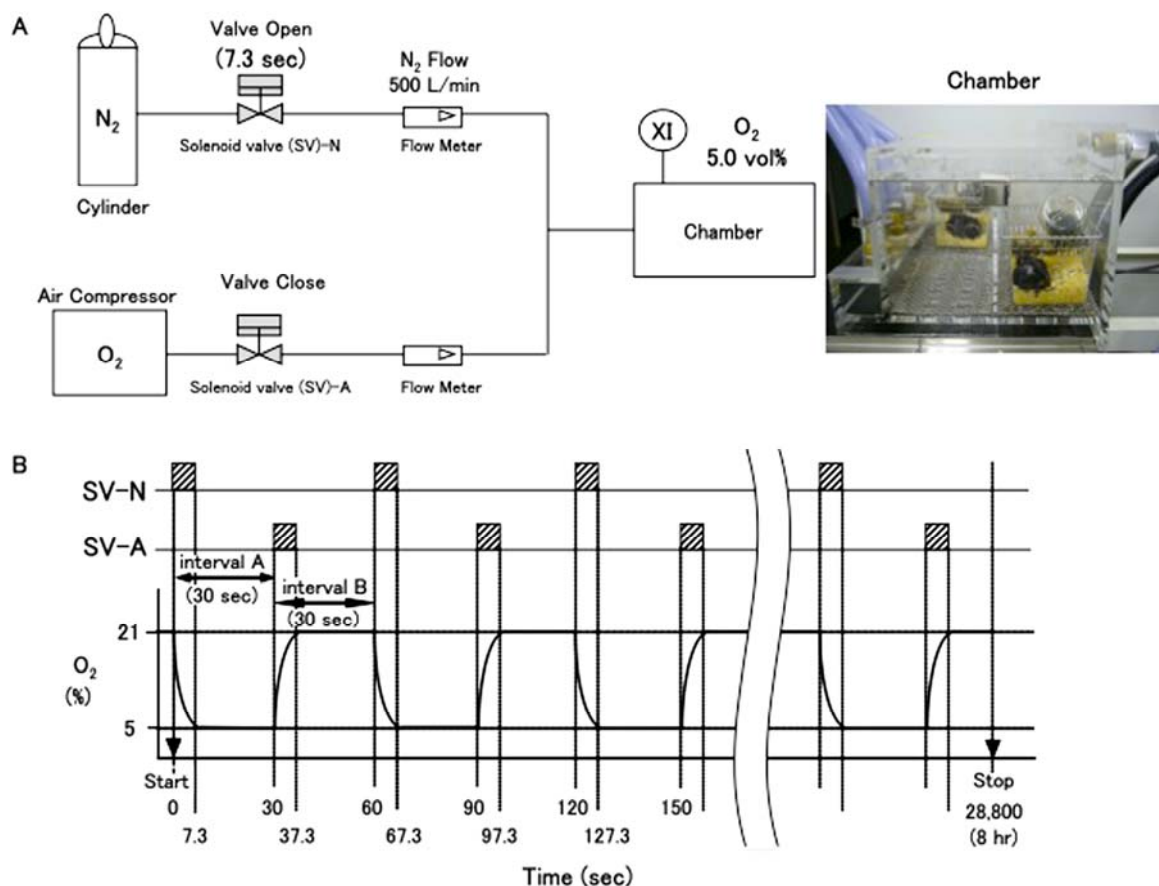 A
Valve Open
(7.3 sec)
N₂ Flow
500 L/min
N₂
Solenoid valve (SV)-N
Flow Meter
Cylinder
XI
O₂
5.0 vol%
Chamber
Chamber
Air Compressor
Valve Close
O₂
Solenoid valve (SV)-A
Flow Meter
B
SV-N
SV-A
interval A
(30 sec)
interval B
(30 sec)
21
O₂
(%)
5
Start
Stop
0 30 60 90 120 150 28,800
7.3 37.3 67.3 97.3 127.3 (8 hr)
Time (sec)